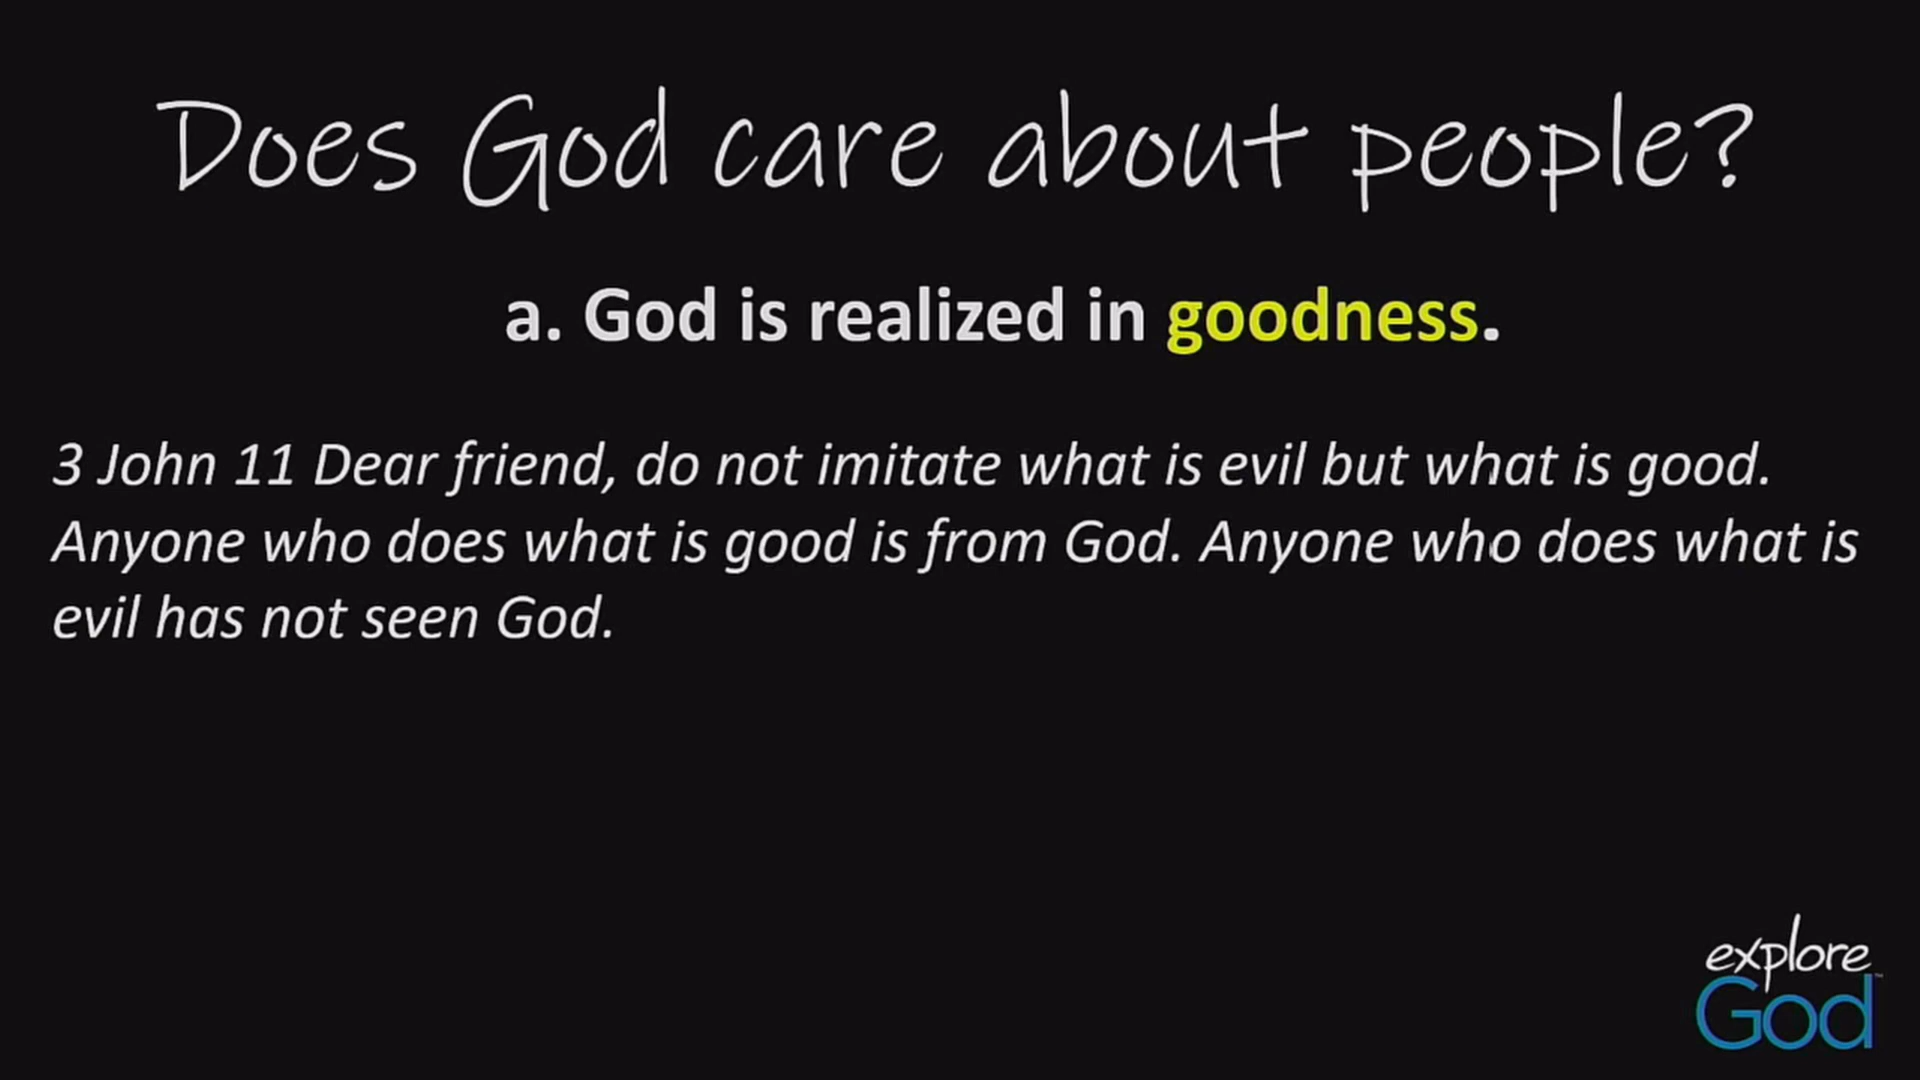 Does God care about people?
a. God is realized in goodness.
3 John 11 Dear friend, do not imitate what is evil but what is good.
Anyone who does what is good is from God. Anyone who does what is
evil has not seen God.
explore
God™